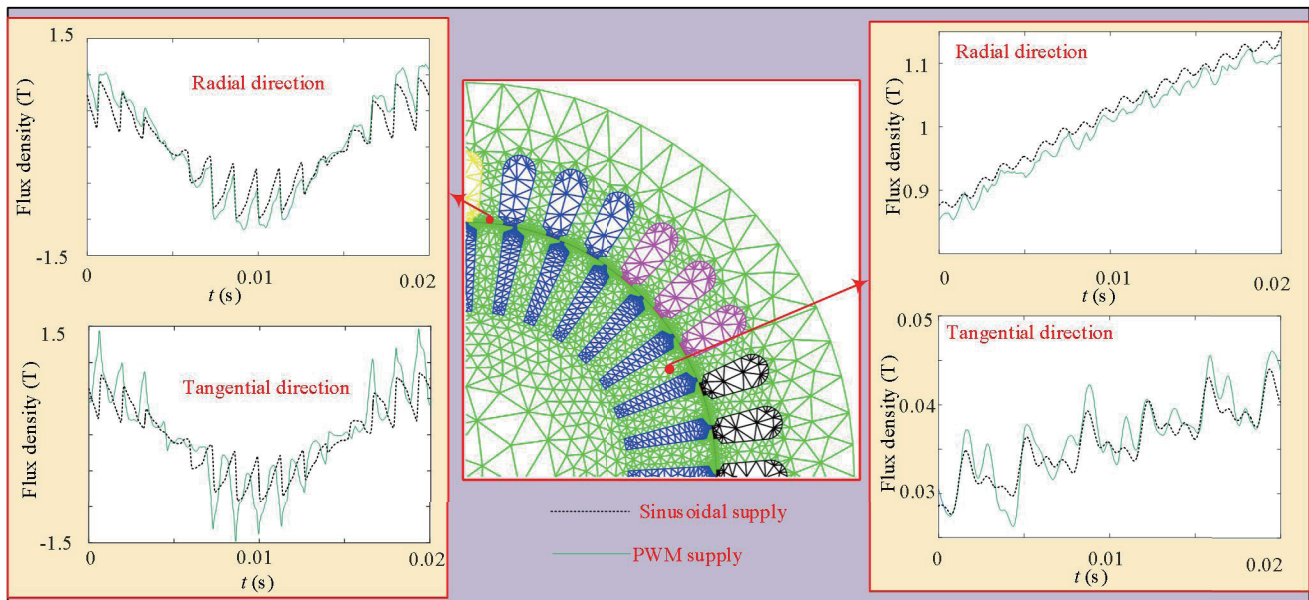 1.5
Radial direction
Flux density (T)
-1.5
0
0.01
0.02
t (s)
1.5
Tangential direction
Flux density (T)
-1.5
0
0.01
0.02
t (s)
Sinusoidal supply
PWM supply
Radial direction
1.1
1
0.9
Flux density (T)
0
0.01
0.02
t (s)
0.05
Tangential direction
0.04
0.03
Flux density (T)
0
0.01
0.02
t (s)